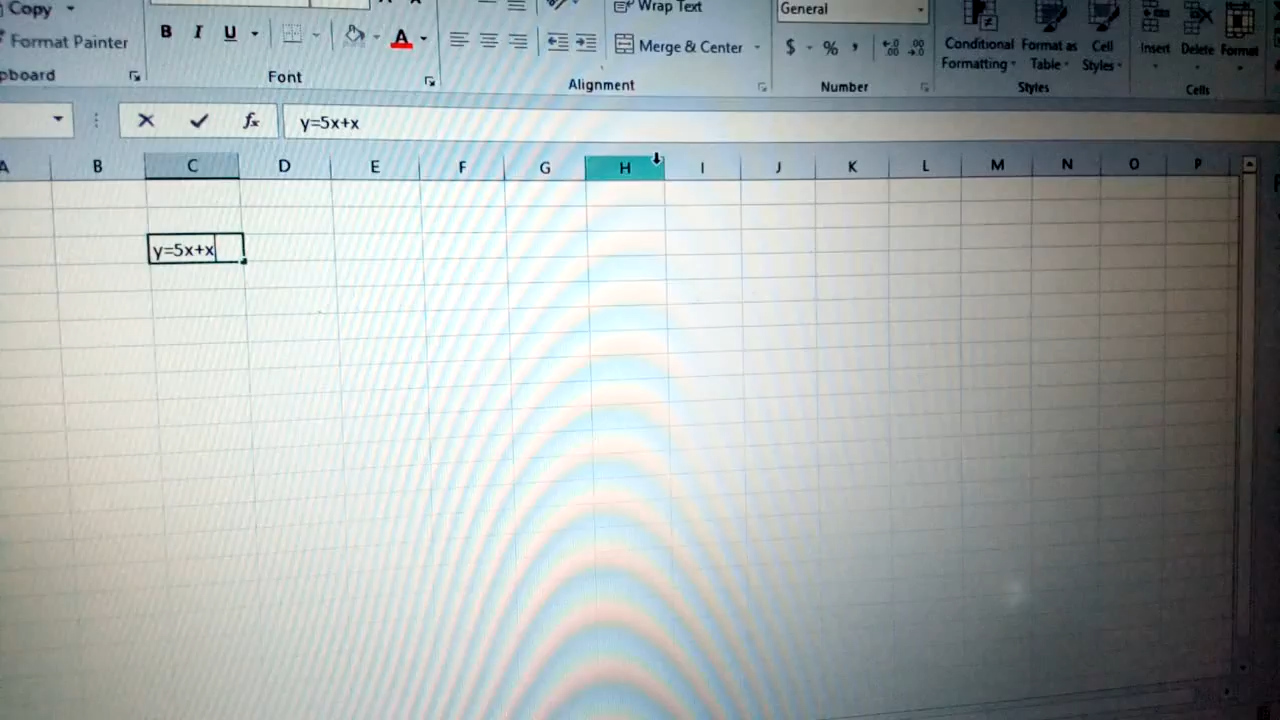 Copy
Wrap Text
General
Format Painter
B I U A
Merge & Center
$ % ,
Conditional Formatting
Format as Table
Cell Styles
Insert
Delete
Format
Font
Alignment
Number
Styles
Cells
fx
y=5x+x
A B C D E F G H I J K L M N O P
y=5x+x